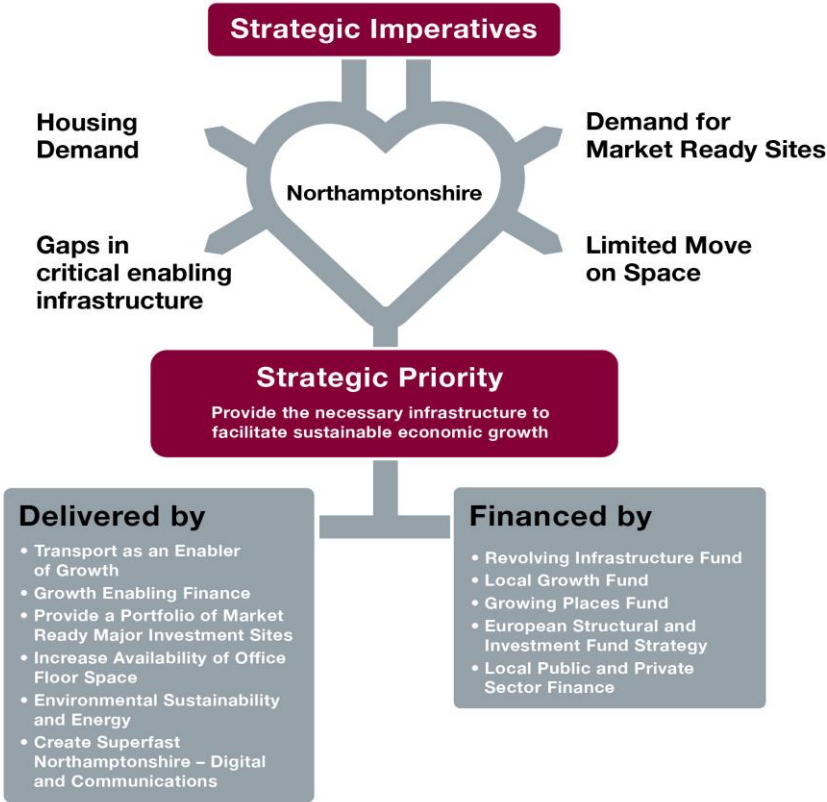 Strategic Imperatives
Housing
Demand
Demand for
Market Ready Sites
Northamptonshire
Gaps in
critical enabling
infrastructure
Limited Move
on Space
Strategic Priority
Provide the necessary infrastructure to
facilitate sustainable economic growth
Delivered by
• Transport as an Enabler
of Growth
• Growth Enabling Finance
• Provide a Portfolio of Market
Ready Major Investment Sites
• Increase Availability of Office
Floor Space
• Environmental Sustainability
and Energy
• Create Superfast
Northamptonshire – Digital
and Communications
Financed by
• Revolving Infrastructure Fund
• Local Growth Fund
• Growing Places Fund
• European Structural and
Investment Fund Strategy
• Local Public and Private
Sector Finance